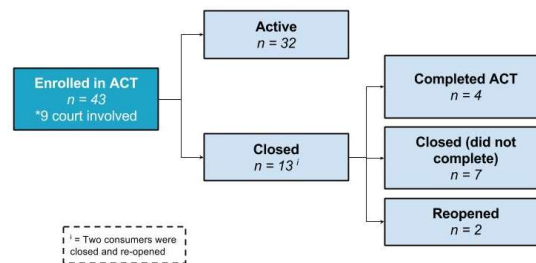 Active
n = 32
Enrolled in ACT
n = 43
*9 court involved
Completed ACT
n = 4
Closed
n = 13 i
Closed (did not
complete)
n = 7
Reopened
n = 2
i = Two consumers were
closed and re-opened